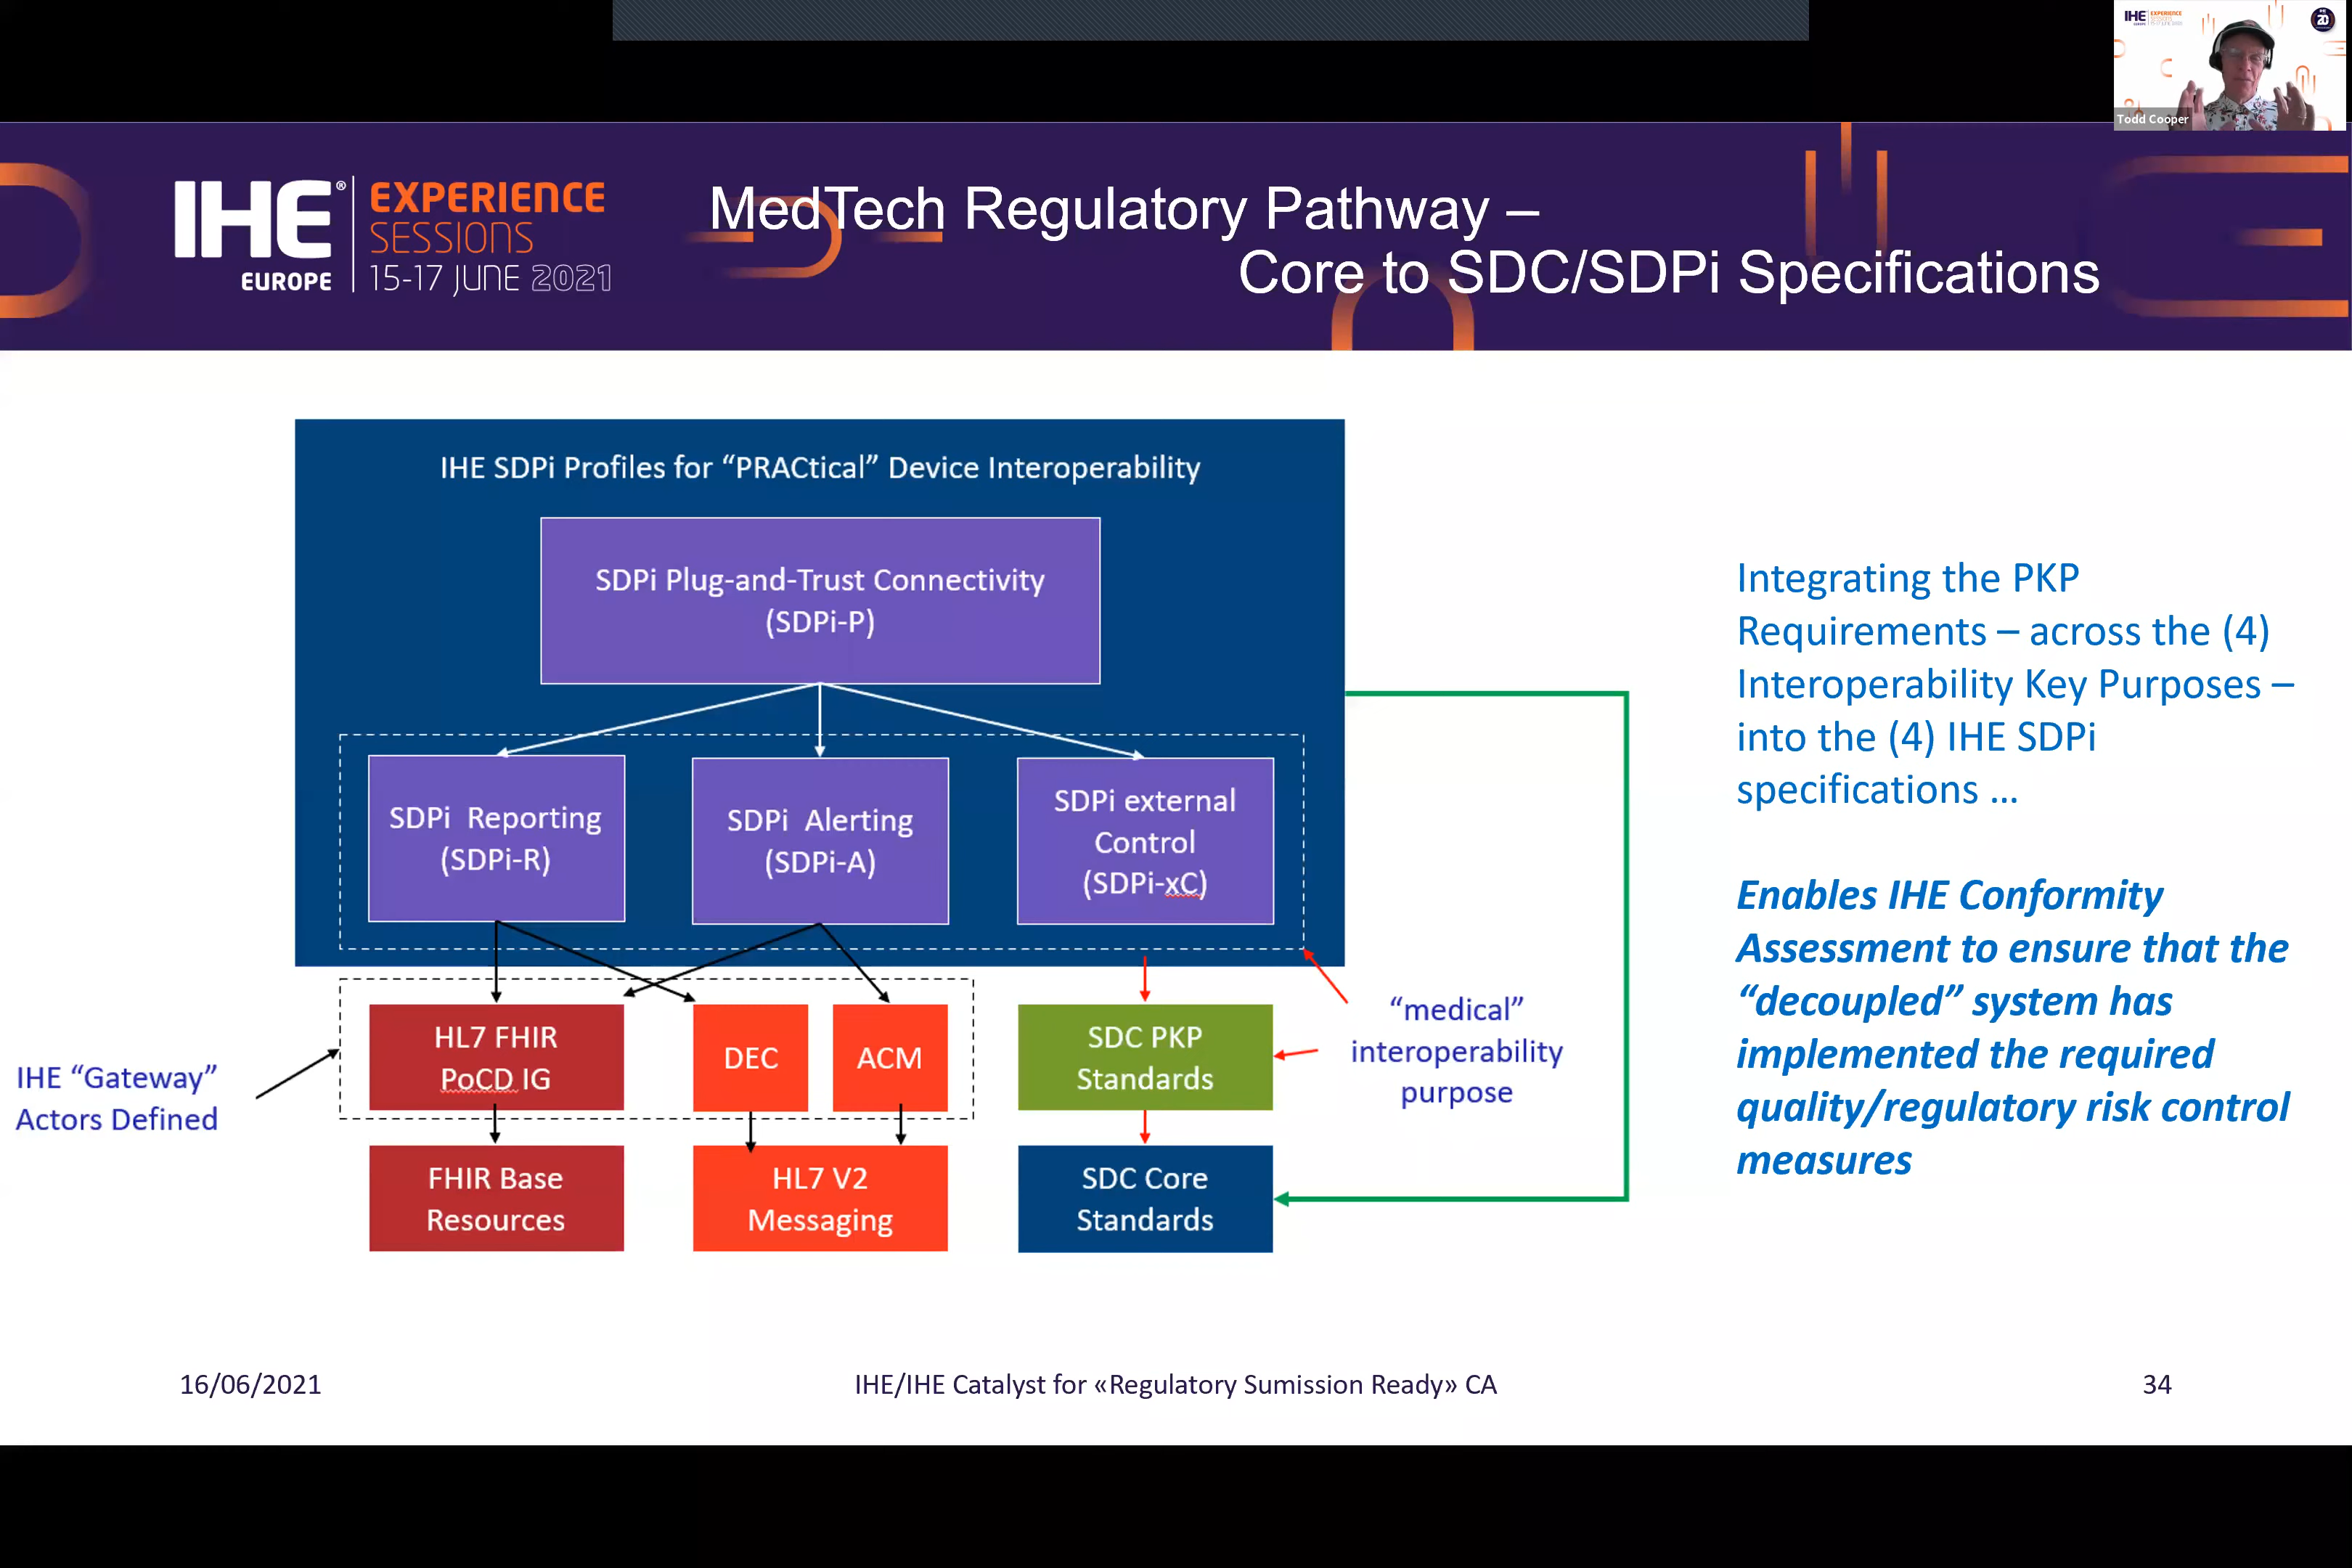 IHE EXPERIENCE
Todd Cooper
IHE® EXPERIENCE
SESSIONS
EUROPE 15-17 JUNE 2021
MedTech Regulatory Pathway –
Core to SDC/SDPi Specifications
IHE SDPi Profiles for “PRACtical” Device Interoperability
SDPi Plug-and-Trust Connectivity
(SDPi-P)
SDPi Reporting
(SDPi-R)
SDPi Alerting
(SDPi-A)
SDPi external
Control
(SDPi-xC)
IHE “Gateway”
Actors Defined
HL7 FHIR
PoCD IG
DEC
ACM
SDC PKP
Standards
“medical”
interoperability
purpose
FHIR Base
Resources
HL7 V2
Messaging
SDC Core
Standards
Integrating the PKP
Requirements – across the (4)
Interoperability Key Purposes –
into the (4) IHE SDPi
specifications ...
Enables IHE Conformity
Assessment to ensure that the
“decoupled” system has
implemented the required
quality/regulatory risk control
measures
16/06/2021
IHE/IHE Catalyst for «Regulatory Sumission Ready» CA
34